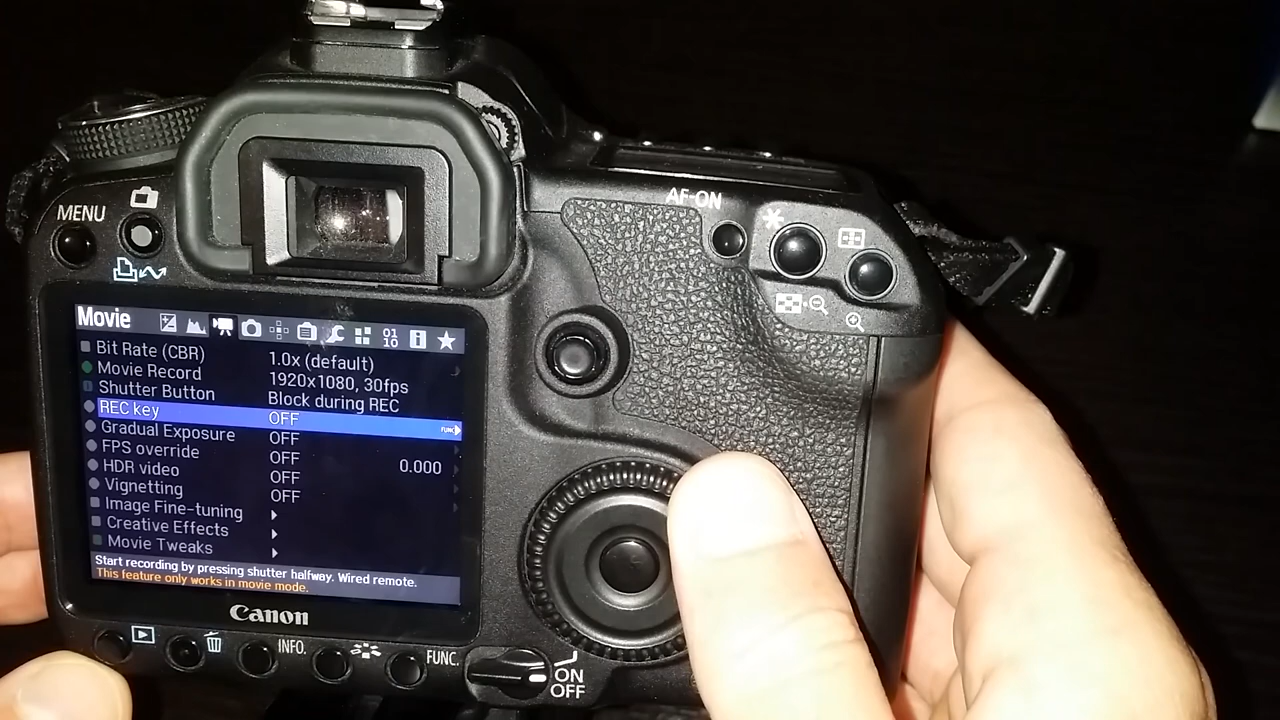 AF-ON
MENU
Movie
01
10
Bit Rate (CBR) 1.0x (default)
Movie Record 1920x1080, 30fps
Shutter Button Block during REC
REC key OFF FUNC
Gradual Exposure OFF
FPS override OFF 0.000
HDR video OFF
Vignetting OFF
Image Fine-tuning
Creative Effects
Movie Tweaks
Start recording by pressing shutter halfway. Wired remote.
This feature only works in movie mode.
Canon
INFO.
FUNC.
ON
OFF